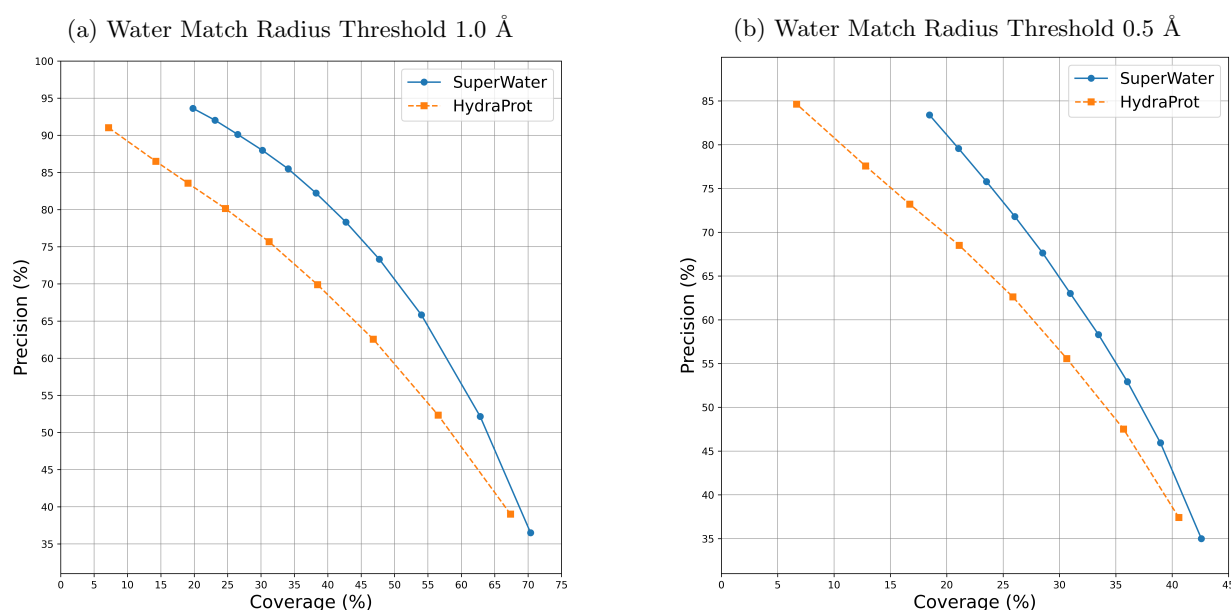 (a) Water Match Radius Threshold 1.0 Å
100
95
90
85
80
75
70
65
60
55
50
45
40
35
Precision (%)
SuperWater
HydraProt
0 5 10 15 20 25 30 35 40 45 50 55 60 65 70 75
Coverage (%)
(b) Water Match Radius Threshold 0.5 Å
85
80
75
70
65
60
55
50
45
40
35
Precision (%)
SuperWater
HydraProt
0 5 10 15 20 25 30 35 40 45
Coverage (%)